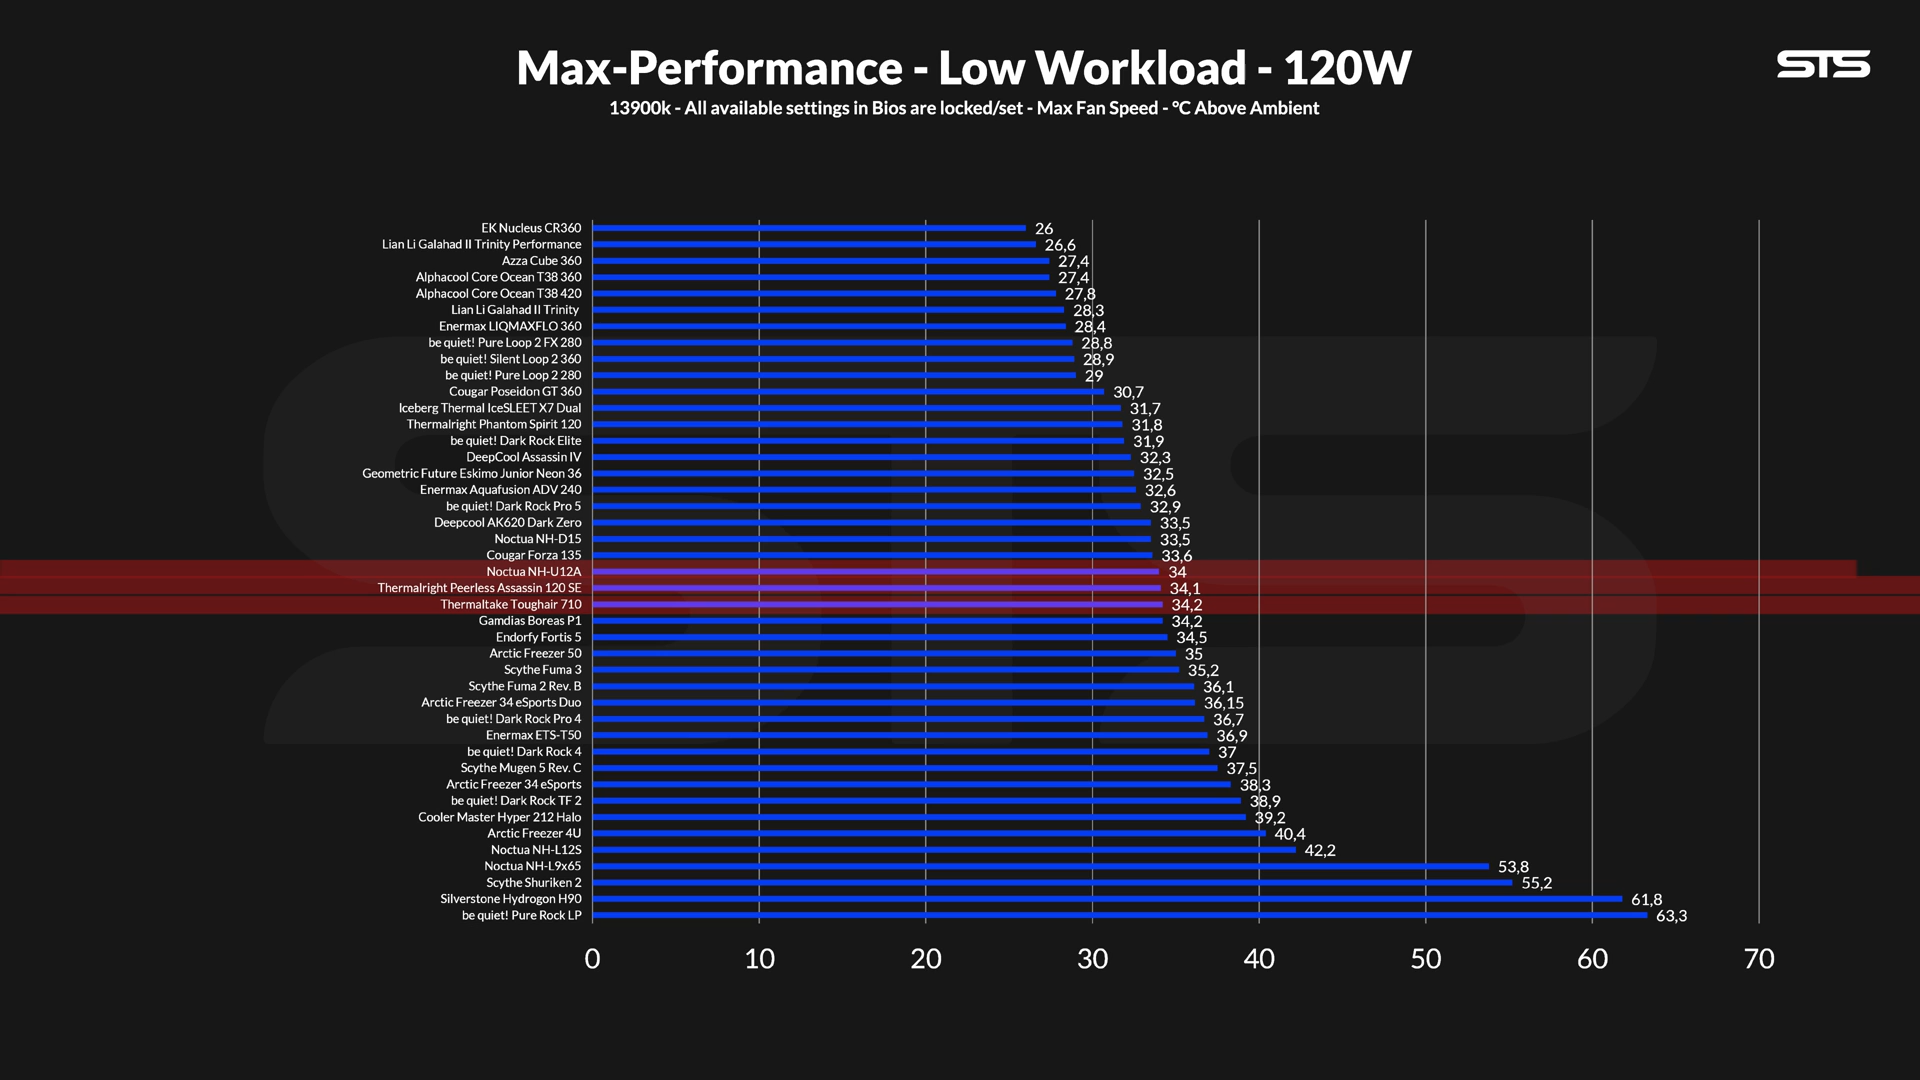 Max-Performance - Low Workload - 120W
STS
13900k - All available settings in Bios are locked/set - Max Fan Speed - °C Above Ambient
EK Nucleus CR360 26
Lian Li Galahad II Trinity Performance 26,6
Azza Cube 360 27,4
Alphacool Core Ocean T38 360 27,4
Alphacool Core Ocean T38 420 27,8
Lian Li Galahad II Trinity 28,3
Enermax LIQMAXFLO 360 28,4
be quiet! Pure Loop 2 FX 280 28,8
be quiet! Silent Loop 2 360 28,9
be quiet! Pure Loop 2 280 29
Cougar Poseidon GT 360 30,7
Iceberg Thermal IceSLEET X7 Dual 31,7
Thermalright Phantom Spirit 120 31,8
be quiet! Dark Rock Elite 31,9
DeepCool Assassin IV 32,3
Geometric Future Eskimo Junior Neon 36 32,5
Enermax Aquafusion ADV 240 32,6
be quiet! Dark Rock Pro 5 32,9
Deepcool AK620 Dark Zero 33,5
Noctua NH-D15 33,5
Cougar Forza 135 33,6
Noctua NH-U12A 34
Thermalright Peerless Assassin 120 SE 34,1
Thermaltake Toughair 710 34,2
Gamdias Boreas P1 34,2
Endorfy Fortis 5 34,5
Arctic Freezer 50 35
Scythe Fuma 3 35,2
Scythe Fuma 2 Rev. B 36,1
Arctic Freezer 34 eSports Duo 36,15
be quiet! Dark Rock Pro 4 36,7
Enermax ETS-T50 36,9
be quiet! Dark Rock 4 37
Scythe Mugen 5 Rev. C 37,5
Arctic Freezer 34 eSports 38,3
be quiet! Dark Rock TF 2 38,9
Cooler Master Hyper 212 Halo 39,2
Arctic Freezer 4U 40,4
Noctua NH-L12S 42,2
Noctua NH-L9x65 53,8
Scythe Shuriken 2 55,2
Silverstone Hydrogon H90 61,8
be quiet! Pure Rock LP 63,3
0 10 20 30 40 50 60 70